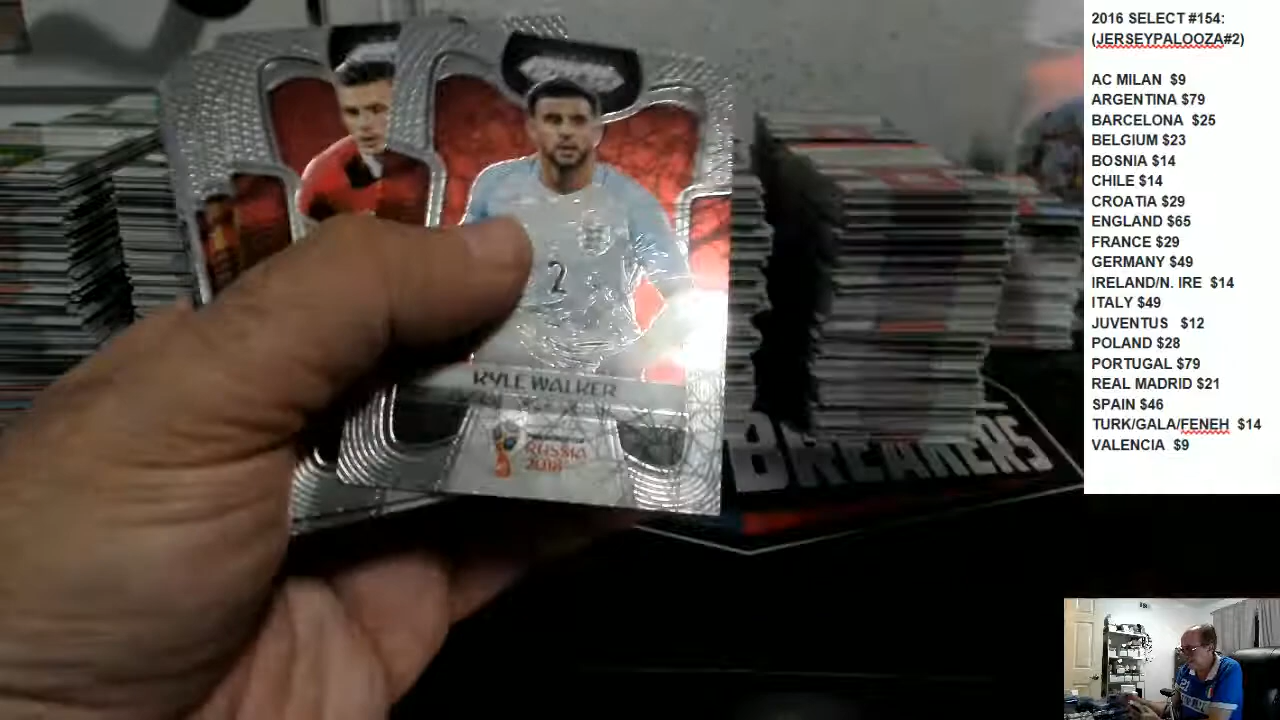 2016 SELECT #154:
(JERSEYPALOOZA#2)
AC MILAN $9
ARGENTINA $79
BARCELONA $25
BELGIUM $23
BOSNIA $14
CHILE $14
CROATIA $29
ENGLAND $65
FRANCE $29
GERMANY $49
IRELAND/N. IRE $14
ITALY $49
JUVENTUS $12
POLAND $28
PORTUGAL $79
REAL MADRID $21
SPAIN $46
TURK/GALA/FENEH $14
VALENCIA $9
2
KYLE WALKER
RUSSIA
2018
BREAKERS
21